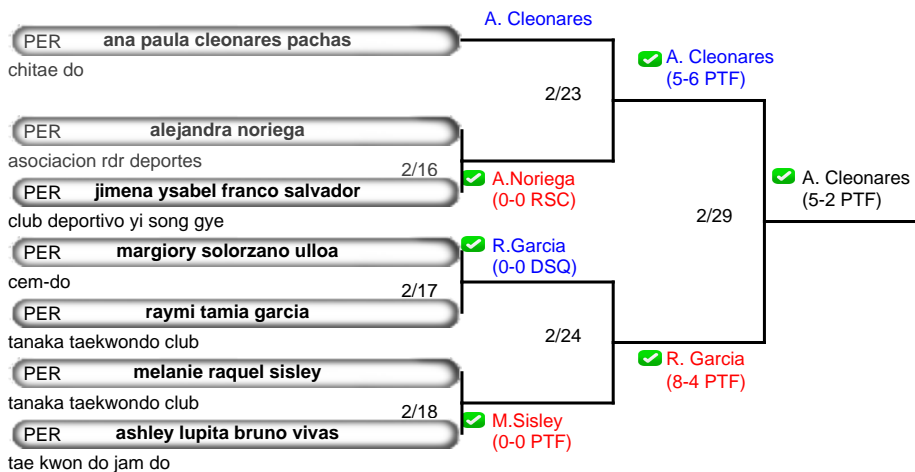 A. Cleonares
PER ana paula cleonares pachas
chitae do
A. Cleonares
(5-6 PTF)
2/23
PER alejandra noriega
asociacion rdr deportes
2/16
PER jimena ysabel franco salvador
club deportivo yi song gye
A.Noriega
(0-0 RSC)
A. Cleonares
(5-2 PTF)
2/29
PER margiory solorzano ulloa
cem-do
R.Garcia
(0-0 DSQ)
2/17
PER raymi tamia garcia
tanaka taekwondo club
2/24
PER melanie raquel sisley
tanaka taekwondo club
R. Garcia
(8-4 PTF)
2/18
PER ashley lupita bruno vivas
tae kwon do jam do
M.Sisley
(0-0 PTF)